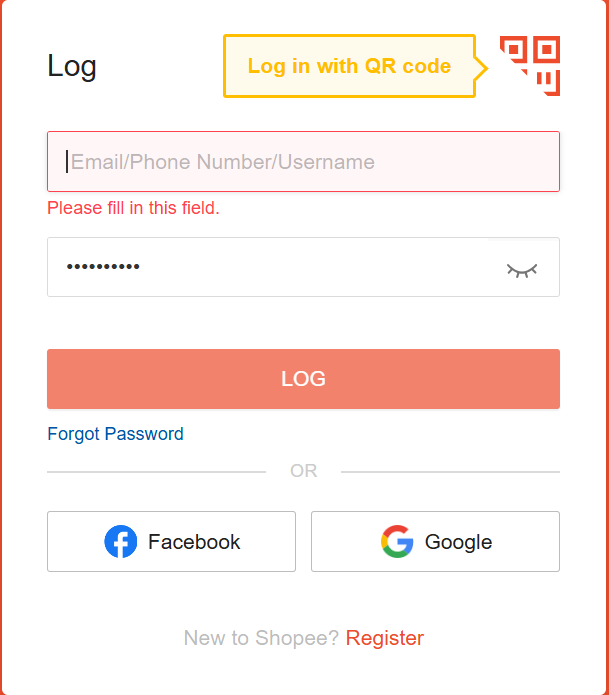 Log
Log in with QR code
Email/Phone Number/Username
Please fill in this field.
••••••••••
LOG
Forgot Password
OR
Facebook
Google
New to Shopee? Register